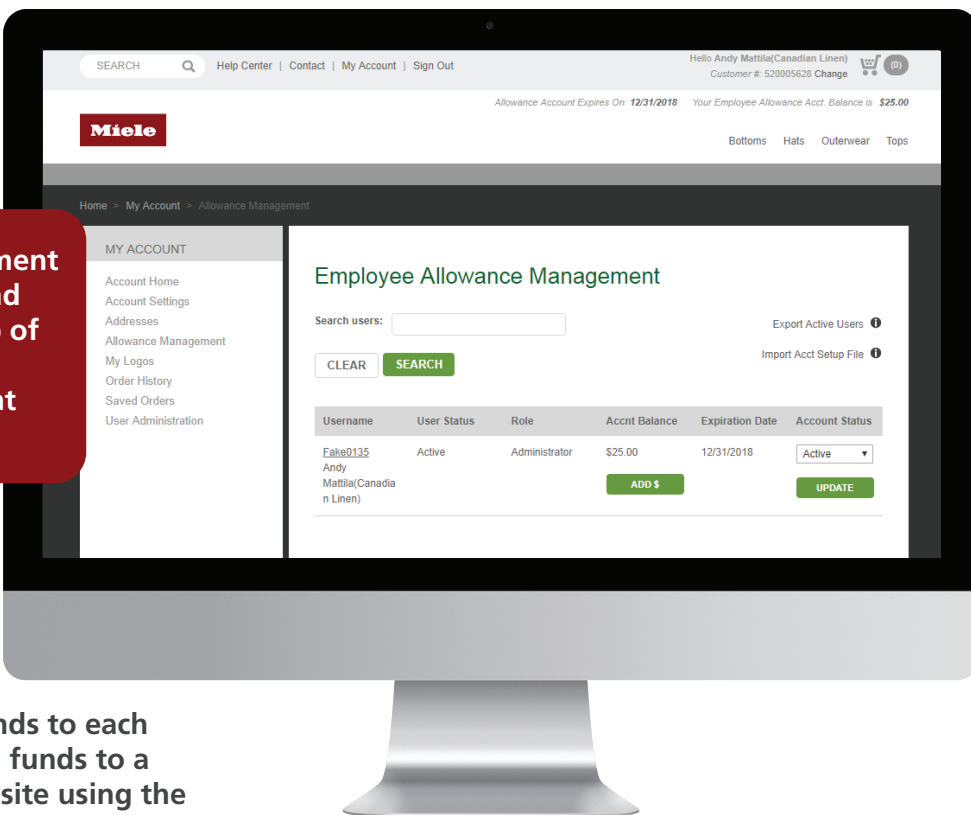 SEARCH
Help Center | Contact | My Account | Sign Out
Hello Andy Mattila(Canadian Linen)
Customer #: 520005628 Change
(0)
Allowance Account Expires On: 12/31/2018 Your Employee Allowance Acct. Balance is $25.00
Miele
Bottoms Hats Outerwear Tops
Home > My Account > Allowance Management
of
MY ACCOUNT
Account Home
Account Settings
Addresses
Allowance Management
My Logos
Order History
Saved Orders
User Administration
Employee Allowance Management
Search users:
CLEAR SEARCH
Export Active Users
Import Acct Setup File
Username User Status Role Accnt Balance Expiration Date Account Status
Fake0135 Active Administrator $25.00 12/31/2018 Active
Andy
Mattila(Canadia
n Linen)
ADD $
UPDATE
to each
funds to a
site using the